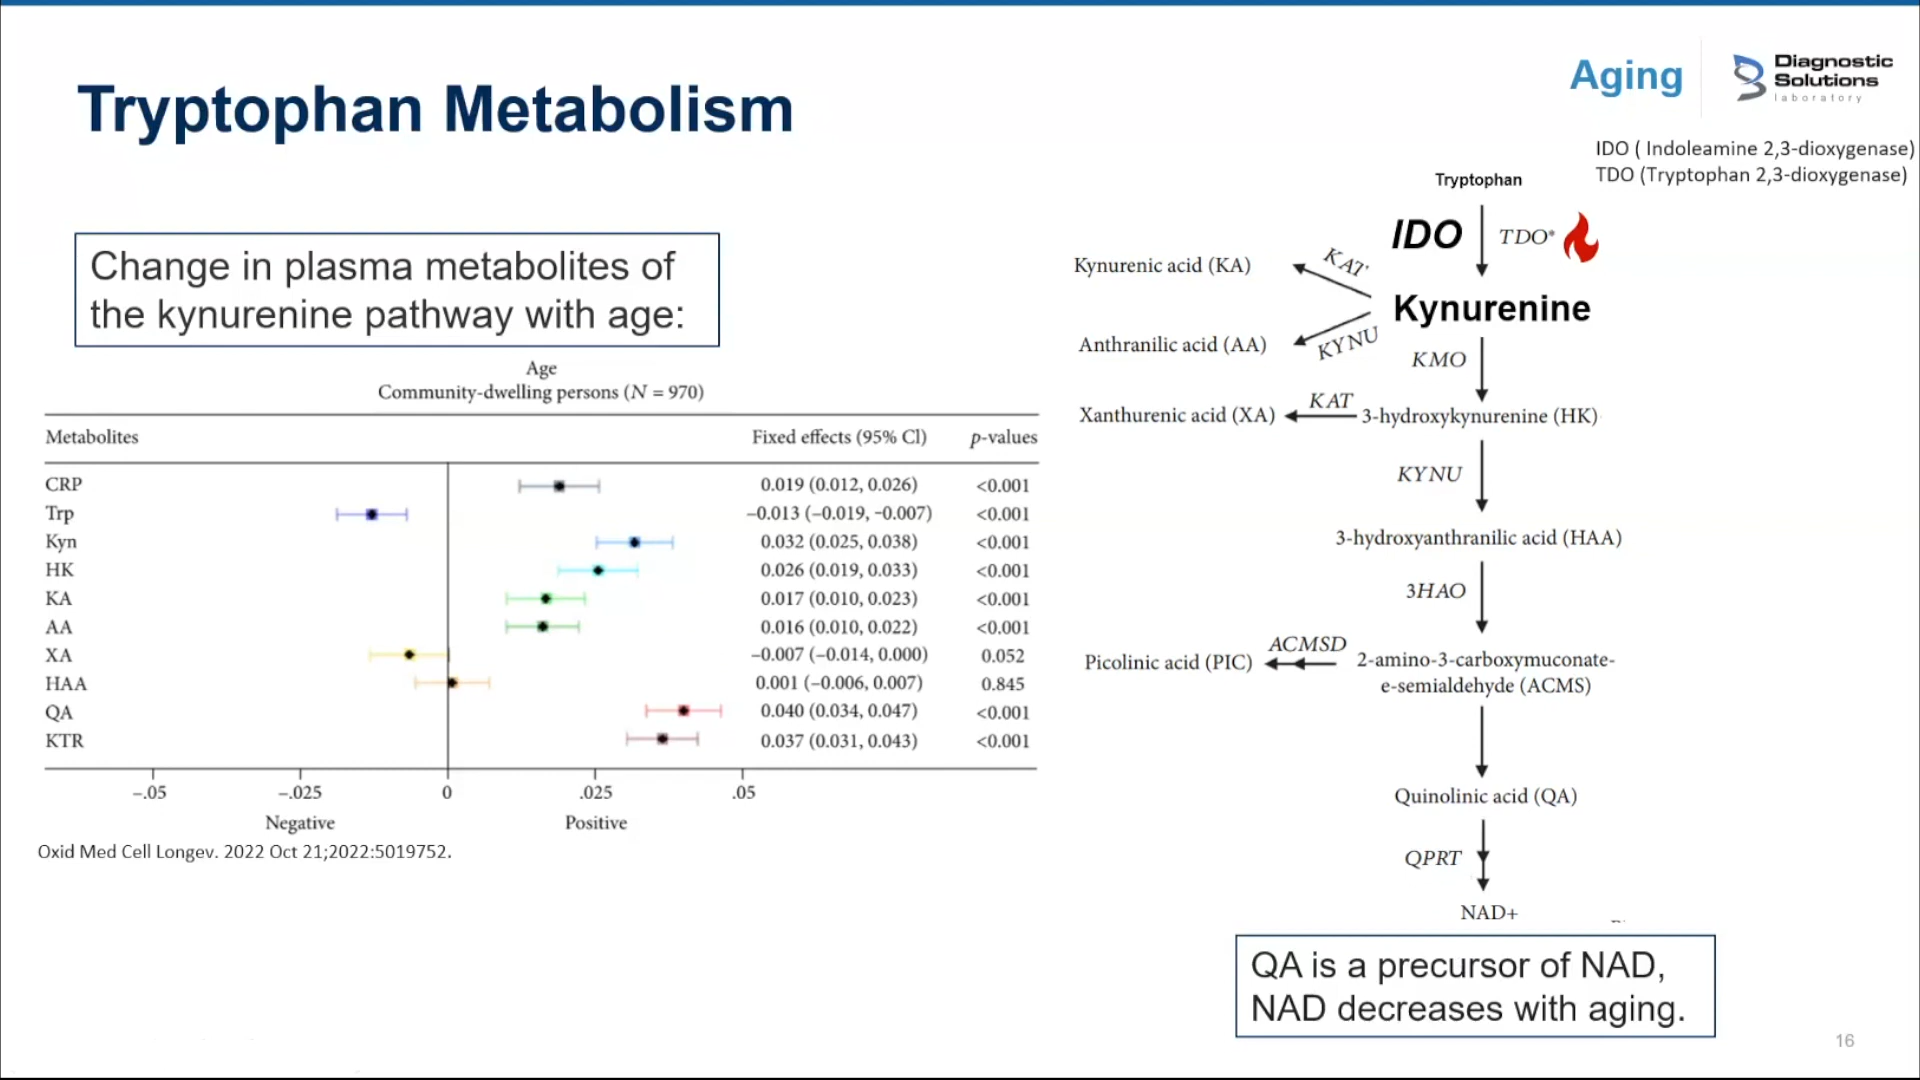 Aging
Diagnostic
Solutions
laboratory
Tryptophan Metabolism
IDO ( Indoleamine 2,3-dioxygenase)
TDO (Tryptophan 2,3-dioxygenase)
Change in plasma metabolites of
the kynurenine pathway with age:
Age
Community-dwelling persons (N = 970)
Metabolites Fixed effects (95% CI) p-values
CRP 0.019 (0.012, 0.026) <0.001
Trp –0.013 (–0.019, –0.007) <0.001
Kyn 0.032 (0.025, 0.038) <0.001
HK 0.026 (0.019, 0.033) <0.001
KA 0.017 (0.010, 0.023) <0.001
AA 0.016 (0.010, 0.022) <0.001
XA –0.007 (–0.014, 0.000) 0.052
HAA 0.001 (–0.006, 0.007) 0.845
QA 0.040 (0.034, 0.047) <0.001
KTR 0.037 (0.031, 0.043) <0.001
–.05 –.025 0 .025 .05
Negative Positive
Oxid Med Cell Longev. 2022 Oct 21;2022:5019752.
Tryptophan
IDO TDO*
Kynurenic acid (KA) KAT
Kynurenine
Anthranilic acid (AA) KYNU
KMO
Xanthurenic acid (XA) KAT 3-hydroxykynurenine (HK)
KYNU
3-hydroxyanthranilic acid (HAA)
3HAO
Picolinic acid (PIC) ACMSD 2-amino-3-carboxymuconate-
e-semialdehyde (ACMS)
Quinolinic acid (QA)
QPRT
NAD+
QA is a precursor of NAD,
NAD decreases with aging.
16